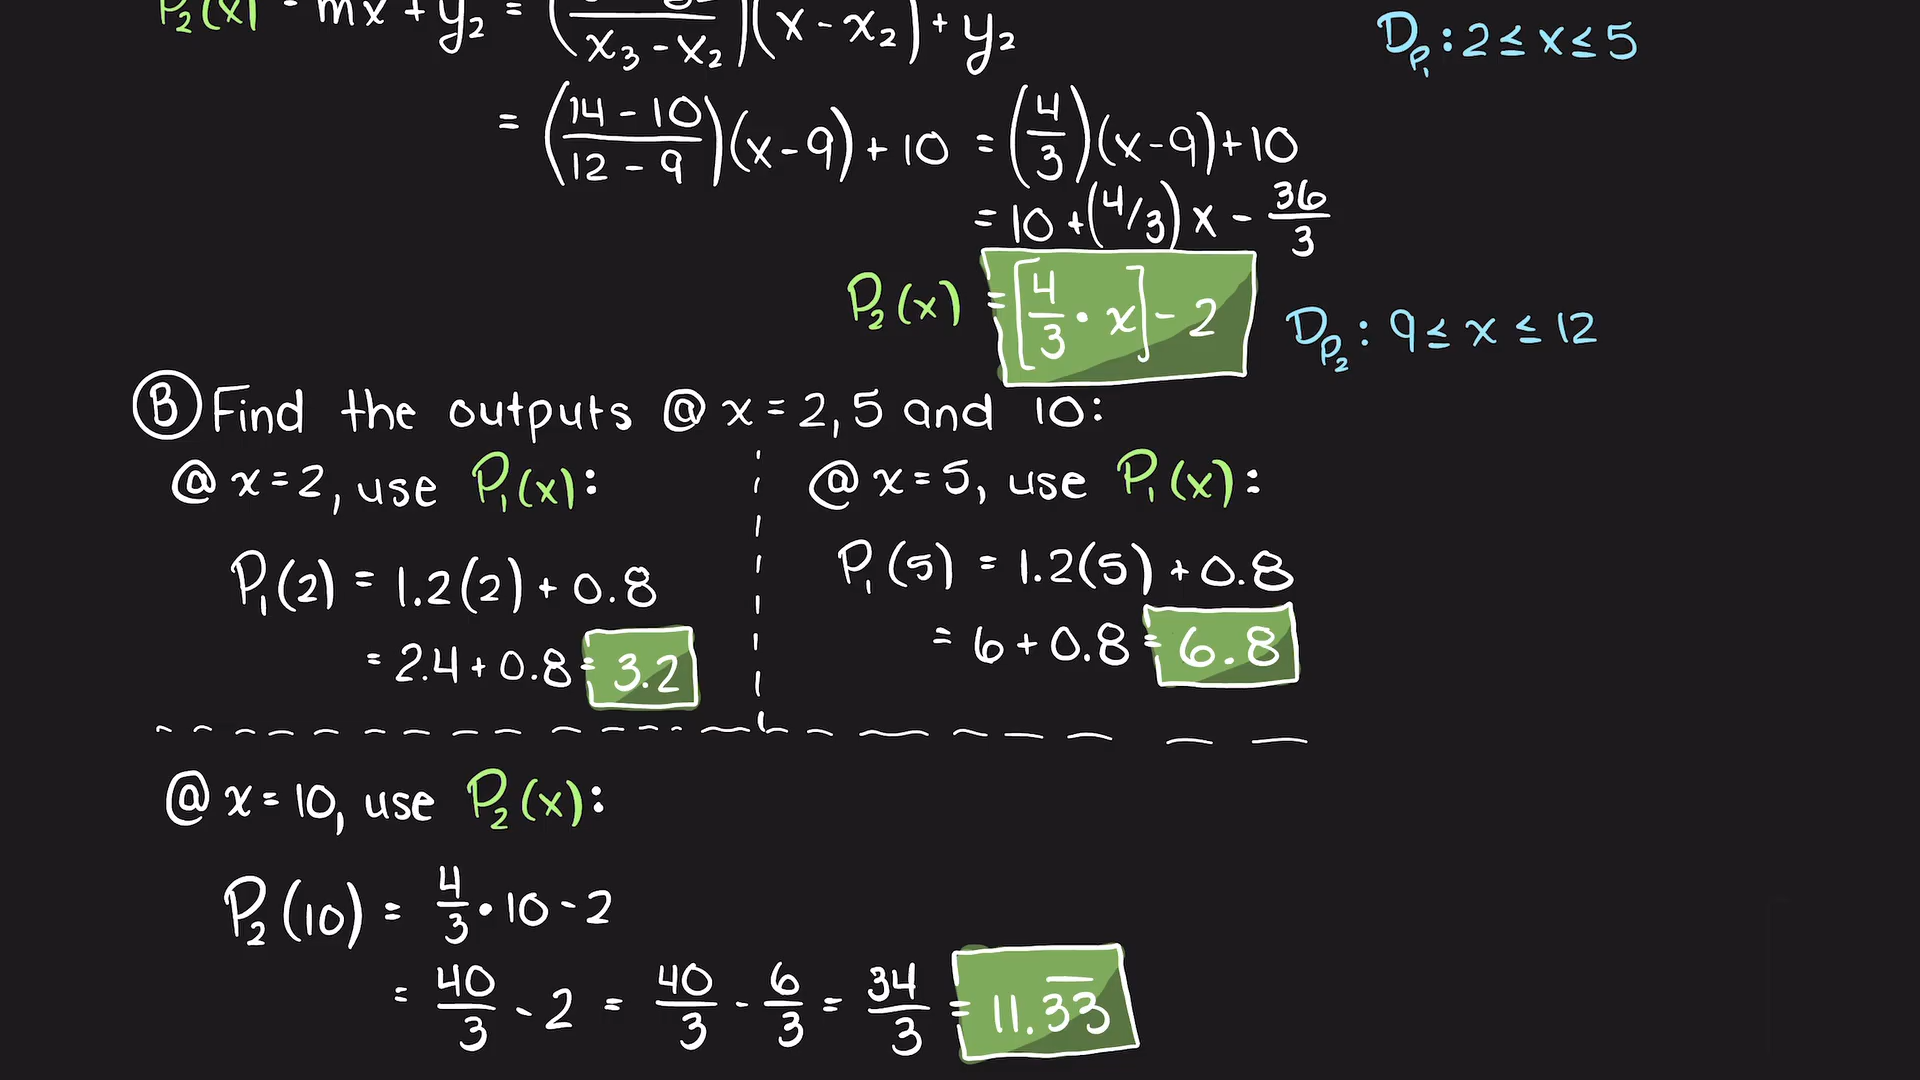 P₂(x) = mx + y₂ = (/x₃ - x₂)(x - x₂) + y₂
Dₚ₁: 2 ≤ x ≤ 5
= (14 - 10/12 - 9)(x - 9) + 10 = (4/3)(x - 9) + 10
= 10 + (4/3)x - 36/3
P₂(x) = [4/3 · x] - 2
Dₚ₂: 9 ≤ x ≤ 12
Ⓑ Find the outputs @ x = 2, 5 and 10:
@ x = 2, use P₁(x):
P₁(2) = 1.2(2) + 0.8
= 2.4 + 0.8 = 3.2
@ x = 5, use P₁(x):
P₁(5) = 1.2(5) + 0.8
= 6 + 0.8 = 6.8
@ x = 10, use P₂(x):
P₂(10) = 4/3 · 10 - 2
= 40/3 - 2 = 40/3 - 6/3 = 34/3 = 11.3̅3̅